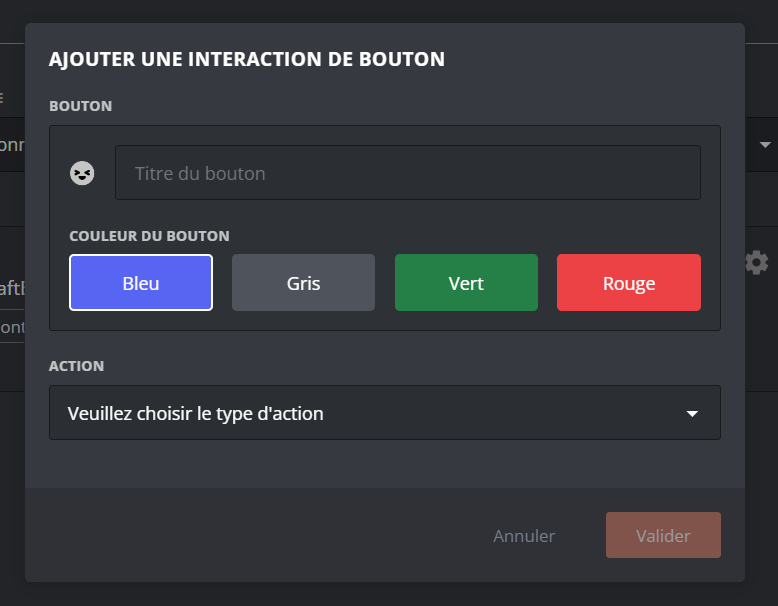 AJOUTER UNE INTERACTION DE BOUTON
BOUTON
Titre du bouton
COULEUR DU BOUTON
Bleu Gris Vert Rouge
ACTION
Veuillez choisir le type d'action
Annuler Valider